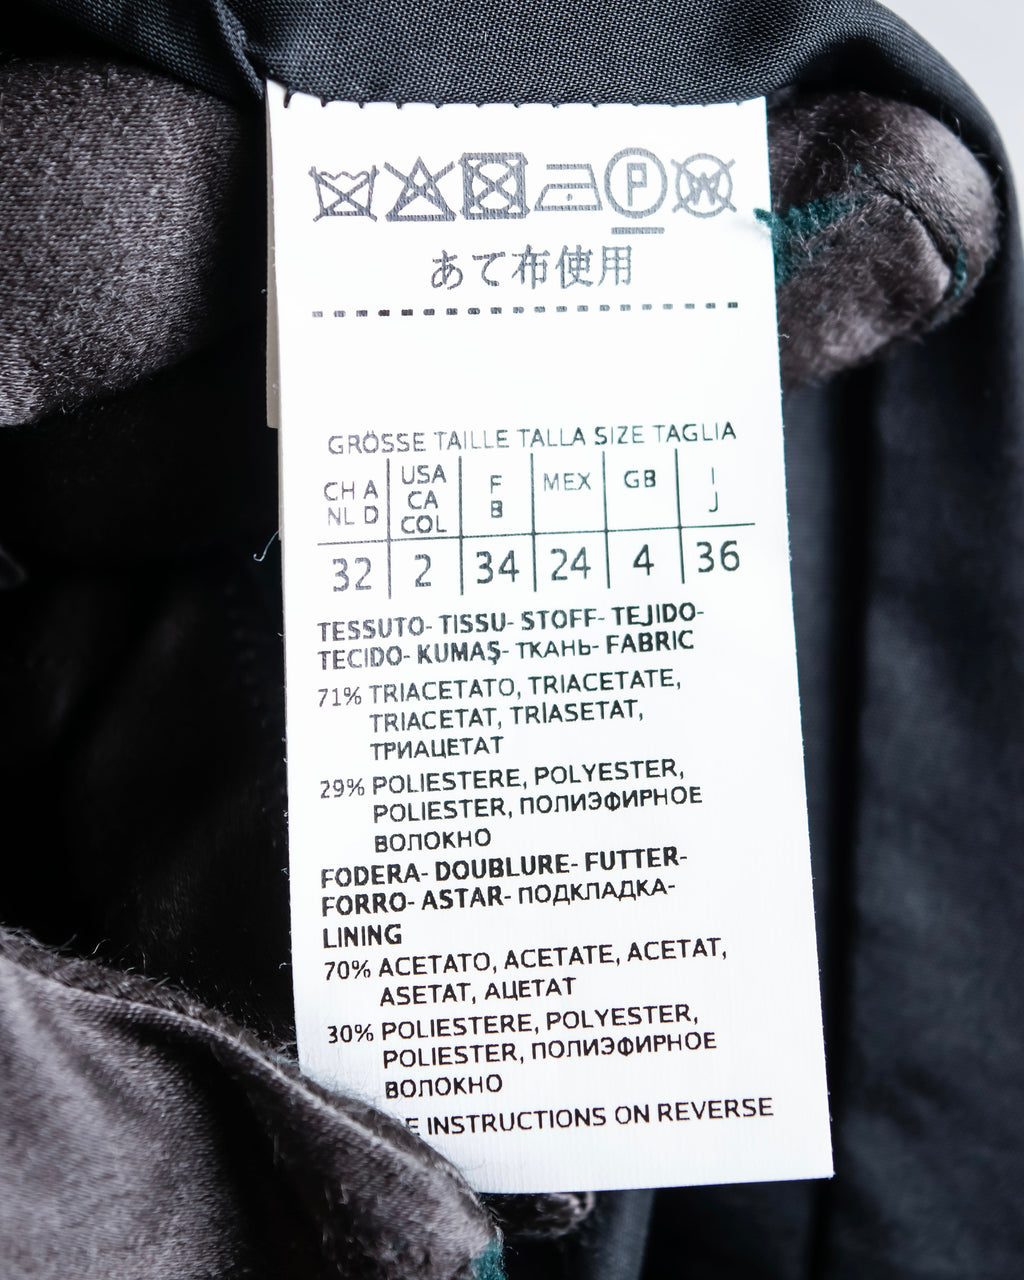 P W
あて布使用
GRÖSSE TAILLE TALLA SIZE TAGLIA
CH A NL D USA CA COL F B MEX GB I J
32 2 34 24 4 36
TESSUTO- TISSU- STOFF- TEJIDO-
TECIDO- KUMAŞ- ТКАНЬ- FABRIC
71% TRIACETATO, TRIACETATE,
TRIACETAT, TRİASETAT,
ТРИАЦЕТАТ
29% POLIESTERE, POLYESTER,
POLIESTER, ПОЛИЭФИРНОЕ
ВОЛОКНО
FODERA- DOUBLURE- FUTTER-
FORRO- ASTAR- ПОДКЛАДКА-
LINING
70% ACETATO, ACETATE, ACETAT,
ASETAT, АЦЕТАТ
30% POLIESTERE, POLYESTER,
POLIESTER, ПОЛИЭФИРНОЕ
ВОЛОКНО
INSTRUCTIONS ON REVERSE